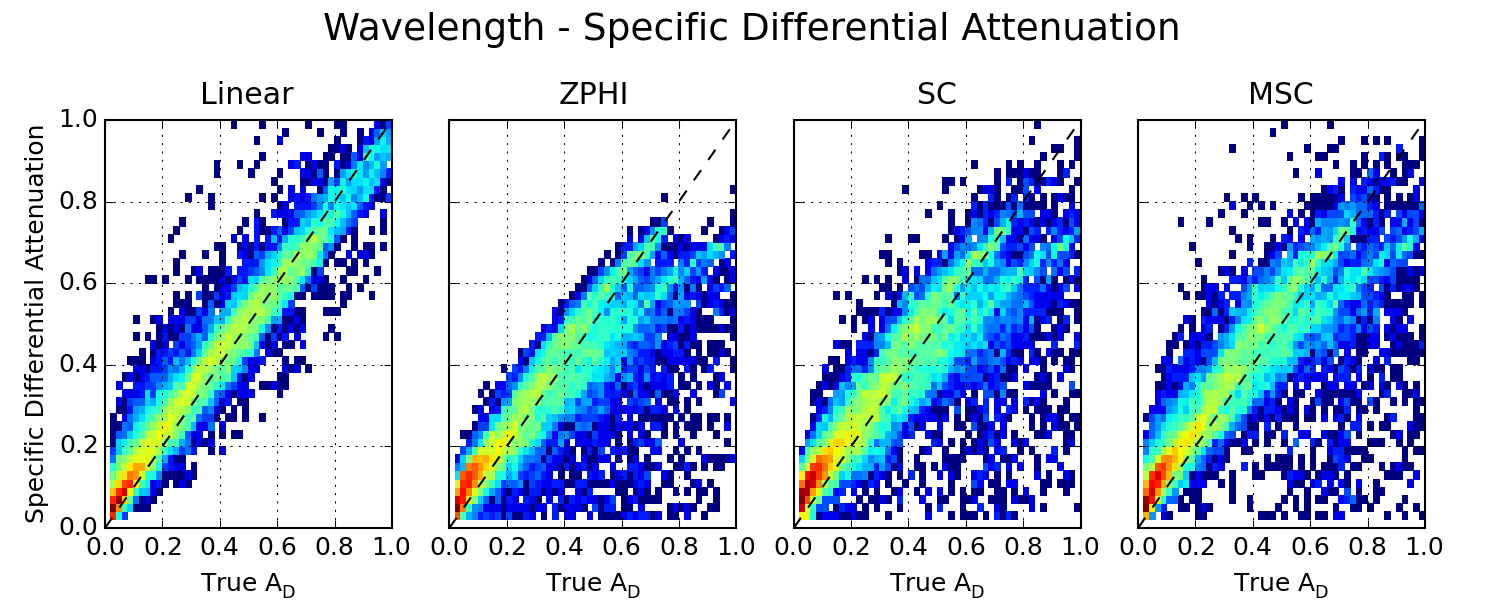 Wavelength - Specific Differential Attenuation
Linear ZPHI SC MSC
Specific Differential Attenuation
1.0
0.8
0.6
0.4
0.2
0.0
0.0 0.2 0.4 0.6 0.8 1.0 0.0 0.2 0.4 0.6 0.8 1.0 0.0 0.2 0.4 0.6 0.8 1.0 0.0 0.2 0.4 0.6 0.8 1.0
True A_D True A_D True A_D True A_D